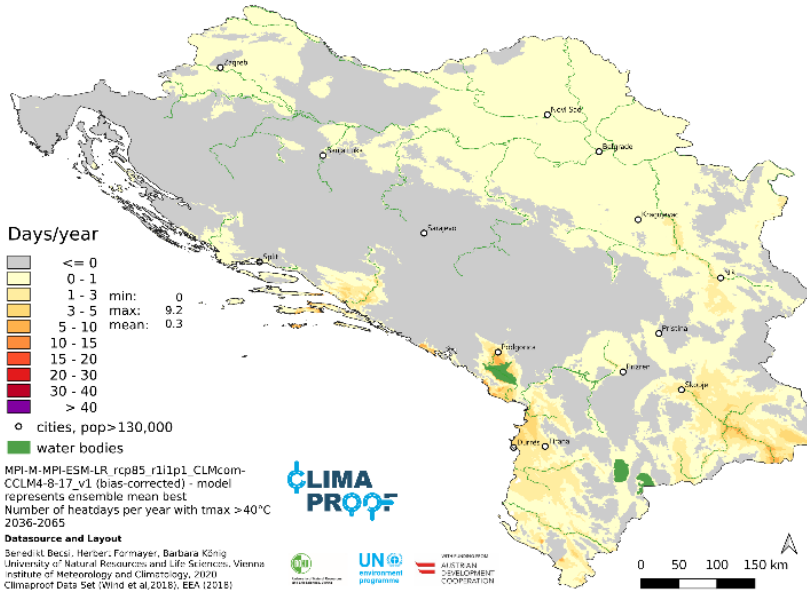 Zagreb
Novi Sad
Belgrade
Banja Luka
Kragujevac
Sarajevo
Split
Niš
Pristina
Podgorica
Prizren
Skopje
Durrës
Tirana
Days/year
<= 0
0 - 1
1 - 3
3 - 5
5 - 10
10 - 15
15 - 20
20 - 30
30 - 40
> 40
min: 0
max: 9.2
mean: 0.3
cities, pop>130,000
water bodies
MPI-M-MPI-ESM-LR_rcp85_r1i1p1_CLMcom-
CCLM4-8-17_v1 (bias-corrected) - model
represents ensemble mean best
Number of heatdays per year with tmax >40°C
2036-2065
Datasource and Layout
Benedikt Becsi, Herbert Formayer, Barbara König
University of Natural Resources and Life Sciences, Vienna
Institute of Meteorology and Climatology, 2020
Climaproof Data Set (Wind et al,2018), EEA (2018)
CLIMA
PROOF
UN
environment
programme
WITH FUNDING FROM
AUSTRIAN
DEVELOPMENT
COOPERATION
0 50 100 150 km